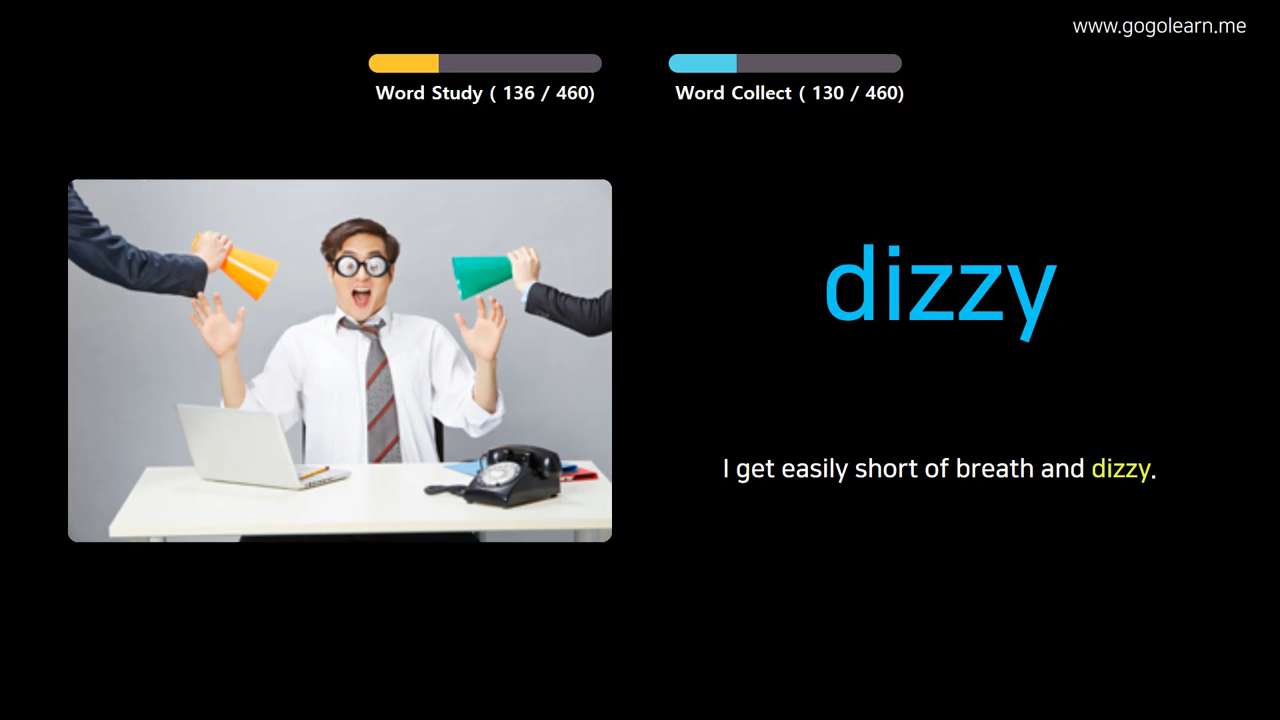 www.gogolearn.me
Word Study ( 136 / 460)
Word Collect ( 130 / 460)
dizzy
I get easily short of breath and dizzy.